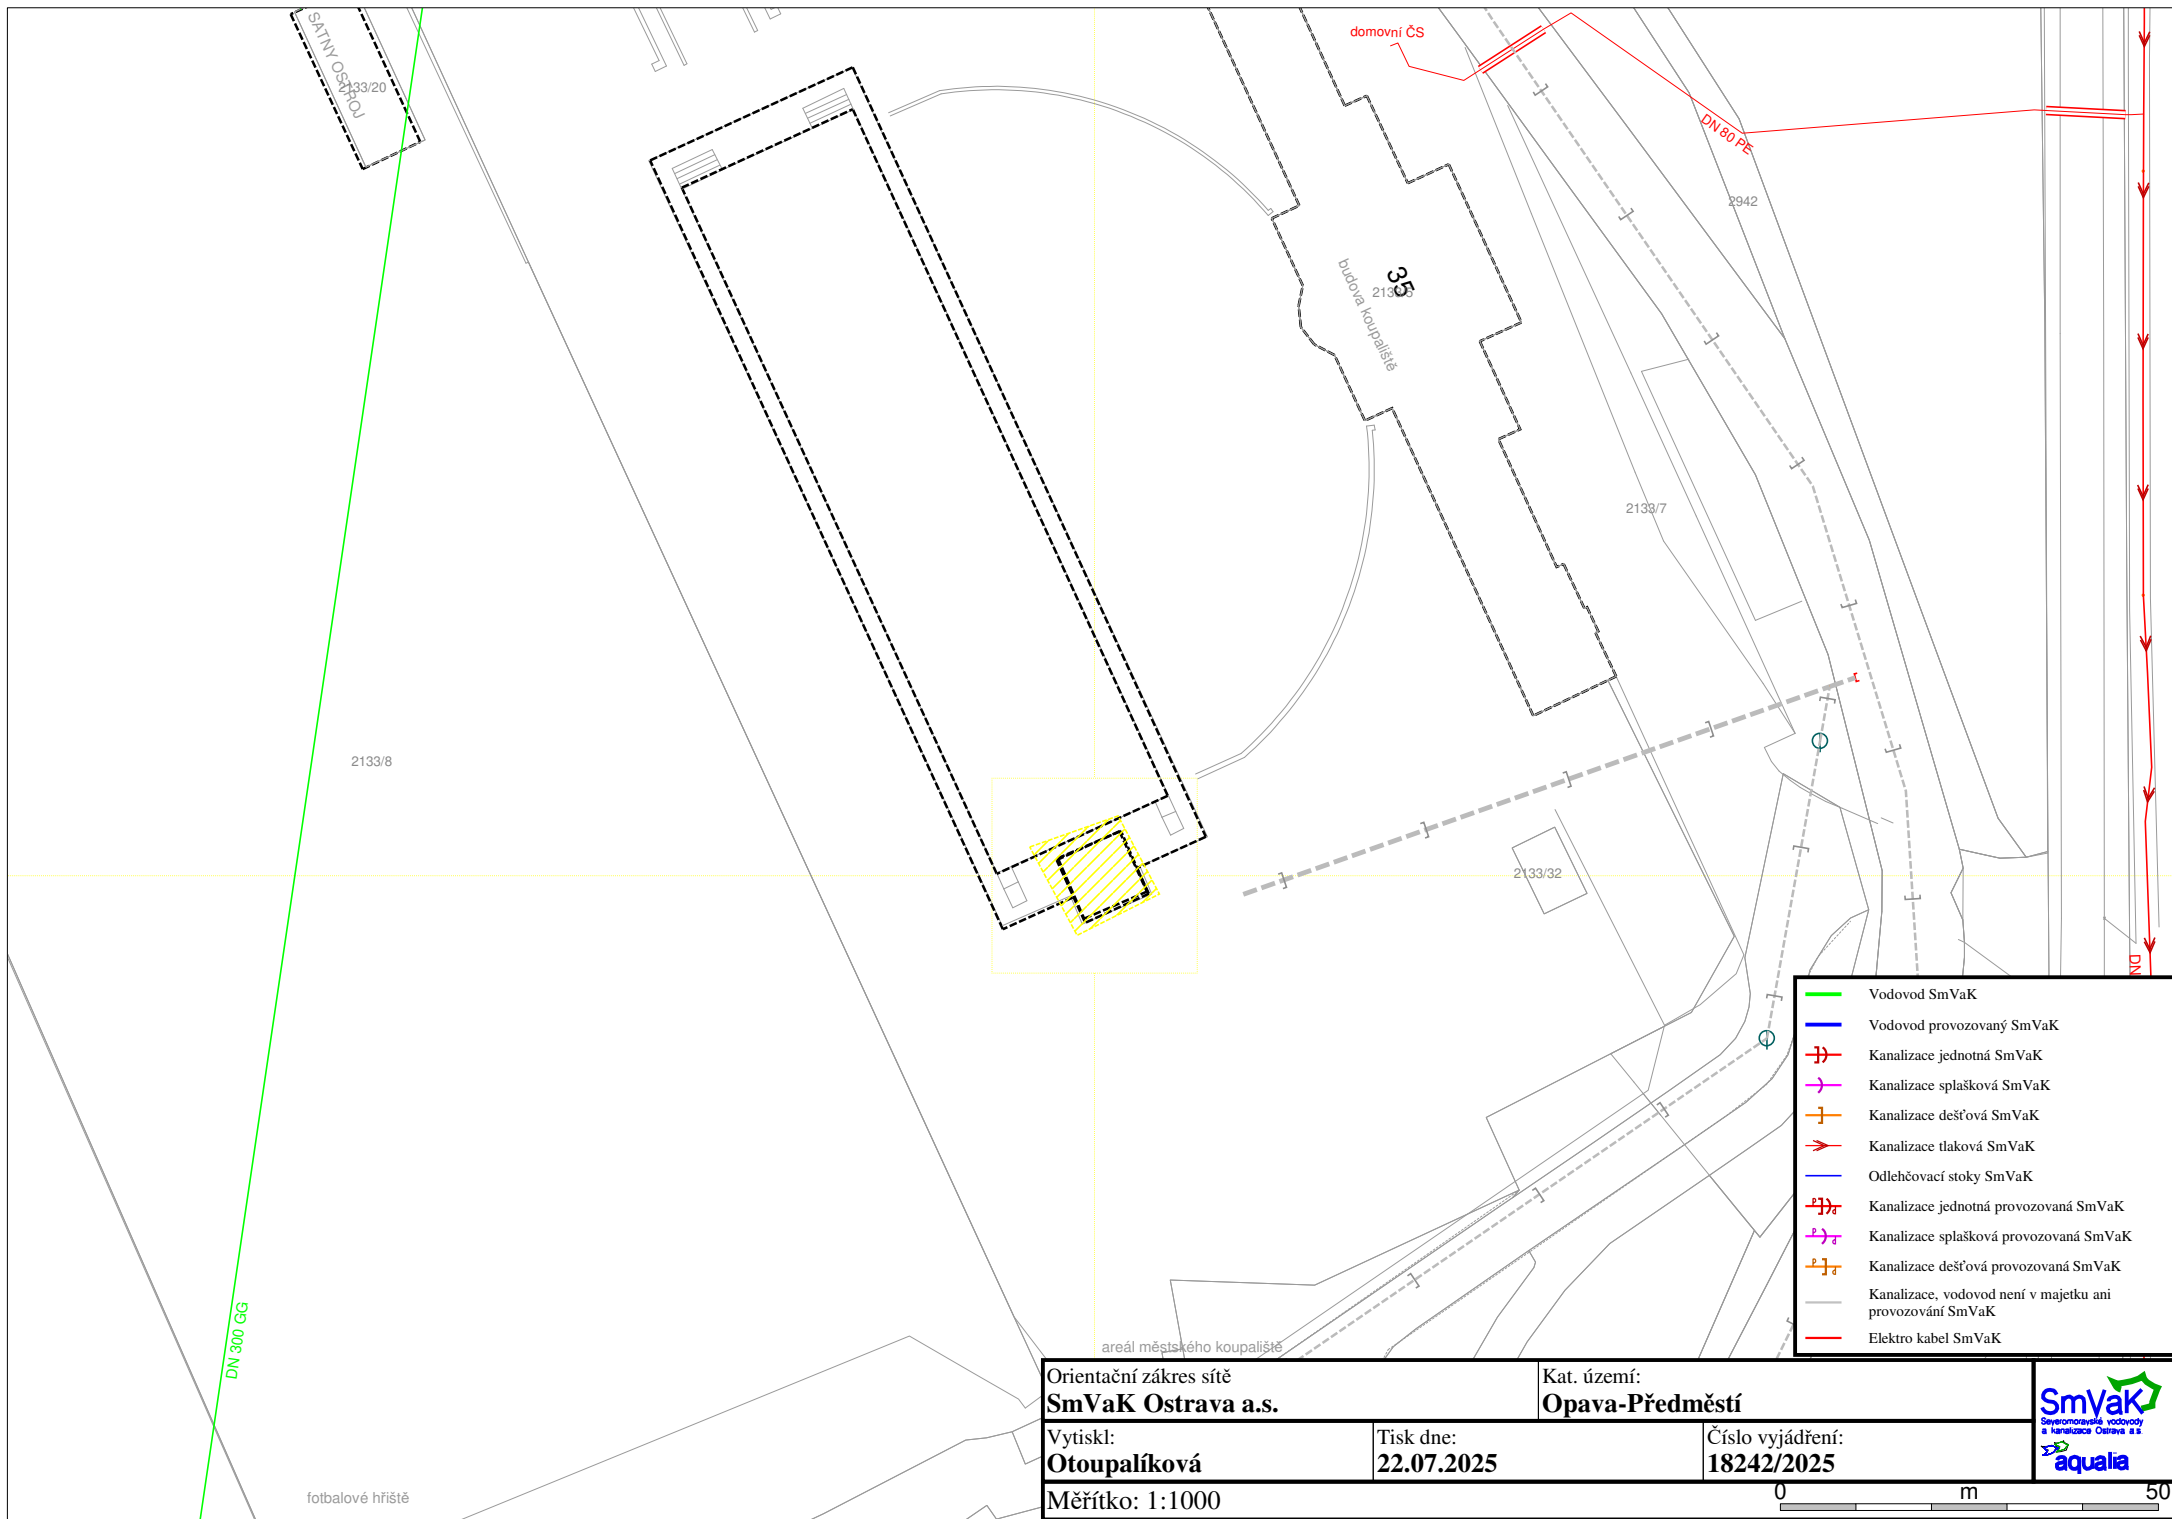 SATNY OSTROJ
2133/20
domovní ČS
DN 80 PE
2942
35
2133/5
budova koupaliště
2133/7
2133/8
2133/32
DN
DN 300 GG
areál městského koupaliště
fotbalové hřiště
Vodovod SmVaK
Vodovod provozovaný SmVaK
Kanalizace jednotná SmVaK
Kanalizace splašková SmVaK
Kanalizace dešťová SmVaK
Kanalizace tlaková SmVaK
Odlehčovací stoky SmVaK
Kanalizace jednotná provozovaná SmVaK
Kanalizace splašková provozovaná SmVaK
Kanalizace dešťová provozovaná SmVaK
Kanalizace, vodovod není v majetku ani
provozování SmVaK
Elektro kabel SmVaK
Orientační zákres sítě
SmVaK Ostrava a.s.
Kat. území:
Opava-Předměstí
Vytiskl:
Otoupalíková
Tisk dne:
22.07.2025
Číslo vyjádření:
18242/2025
Měřítko: 1:1000
0 m 50
SmVaK
Severomoravské vodovody
a kanalizace Ostrava a.s.
aqualia